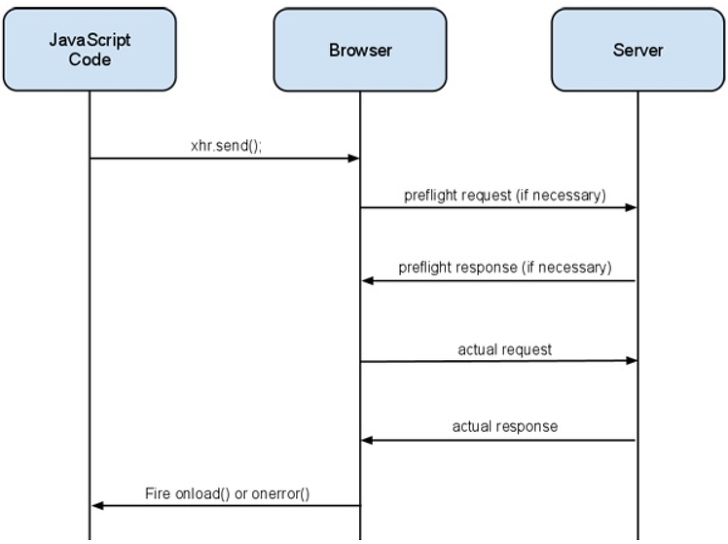 JavaScript
Code
Browser
Server
xhr.send();
preflight request (if necessary)
preflight response (if necessary)
actual request
actual response
Fire onload() or onerror()